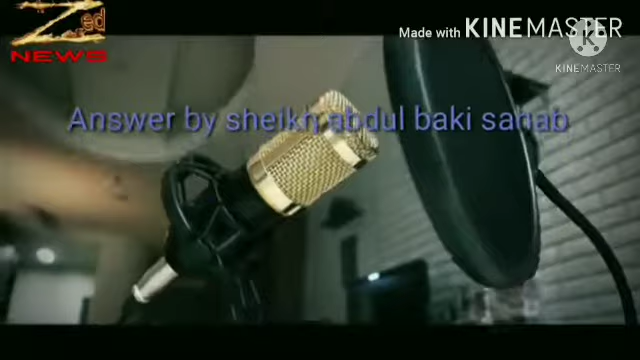 Zed
NEWS
Made with KINEMASTER
KINEMASTER
Answer by sheikh abdul baki sahab